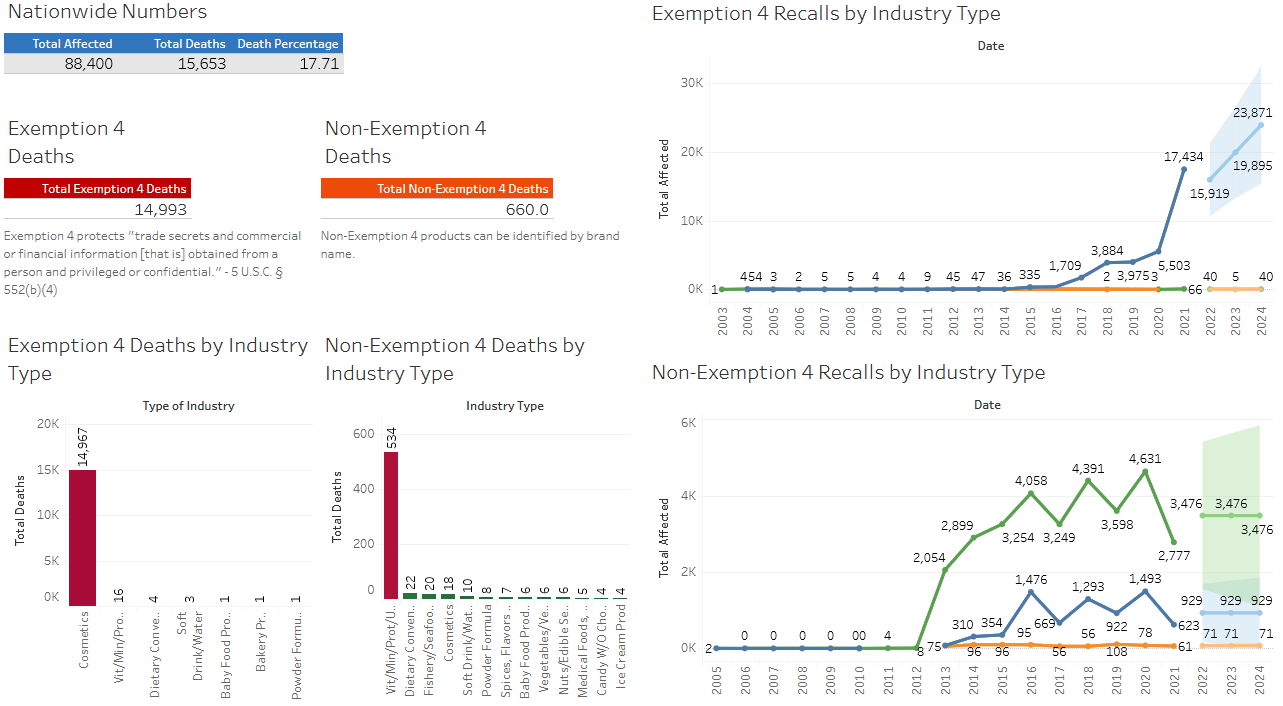 Nationwide Numbers
Total Affected Total Deaths Death Percentage
88,400 15,653 17.71
Exemption 4
Deaths
Total Exemption 4 Deaths
14,993
Exemption 4 protects "trade secrets and commercial
or financial information [that is] obtained from a
person and privileged or confidential." - 5 U.S.C. §
552(b)(4)
Non-Exemption 4
Deaths
Total Non-Exemption 4 Deaths
660.0
Non-Exemption 4 products can be identified by brand
name.
Exemption 4 Deaths by Industry
Type
Type of Industry
Total Deaths
20K
15K
10K
5K
0K
14,967
16
4
3
1
1
1
Cosmetics
Vit/Min/Pro..
Dietary Conve..
Soft
Drink/Water
Baby Food Pro..
Bakery Pr..
Powder Formu..
Non-Exemption 4 Deaths by
Industry Type
Industry Type
Total Deaths
600
400
200
0
534
22
20
18
10
8
7
6
6
6
5
4
4
Vit/Min/Prot/U..
Dietary Conven..
Fishery/Seafoo..
Cosmetics
Soft Drink/Wat..
Powder Formula
Spices, Flavors ..
Baby Food Prod..
Vegetables/Ve..
Nuts/Edible Se..
Medical Foods, ..
Candy W/O Cho..
Ice Cream Prod
Exemption 4 Recalls by Industry Type
Date
Total Affected
30K
20K
10K
0K
1
454
3
2
5
5
4
4
9
45
47
36
335
1,709
3,884
2
3,975
3
5,503
17,434
66
15,919
19,895
23,871
40
5
40
2003
2004
2005
2006
2007
2008
2009
2010
2011
2012
2013
2014
2015
2016
2017
2018
2019
2020
2021
2022
2023
2024
Non-Exemption 4 Recalls by Industry Type
Date
Total Affected
6K
4K
2K
0K
2
0
0
0
0
00
4
8
2,054
2,899
3,254
4,058
3,249
4,391
3,598
4,631
2,777
3,476
3,476
3,476
75
310
354
1,476
669
1,293
922
1,493
623
929
929
929
96
96
95
56
56
108
78
61
71
71
71
2005
2006
2007
2008
2009
2010
2011
2012
2013
2014
2015
2016
2017
2018
2019
2020
2021
2022
2023
2024